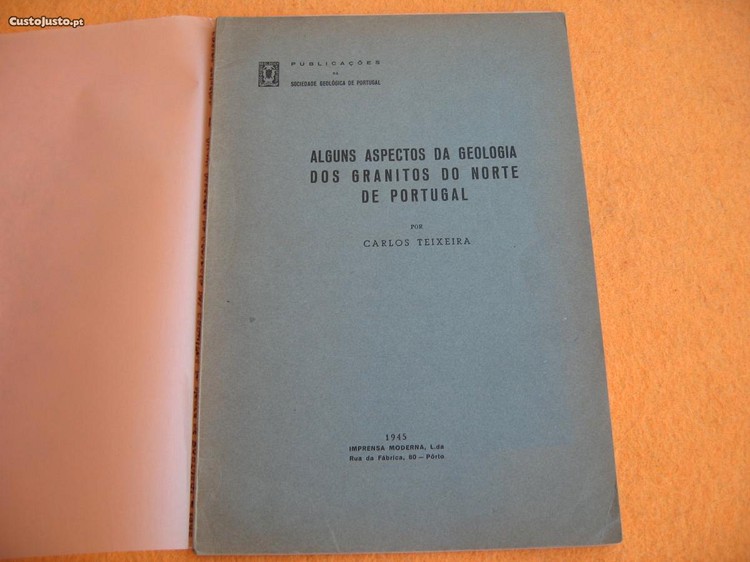 CustoJusto.pt
PUBLICAÇÕES
DA
SOCIEDADE GEOLÓGICA DE PORTUGAL
ALGUNS ASPECTOS DA GEOLOGIA
DOS GRANITOS DO NORTE
DE PORTUGAL
POR
CARLOS TEIXEIRA
1945
IMPRENSA MODERNA, L.da
Rua da Fábrica, 80 — Pôrto